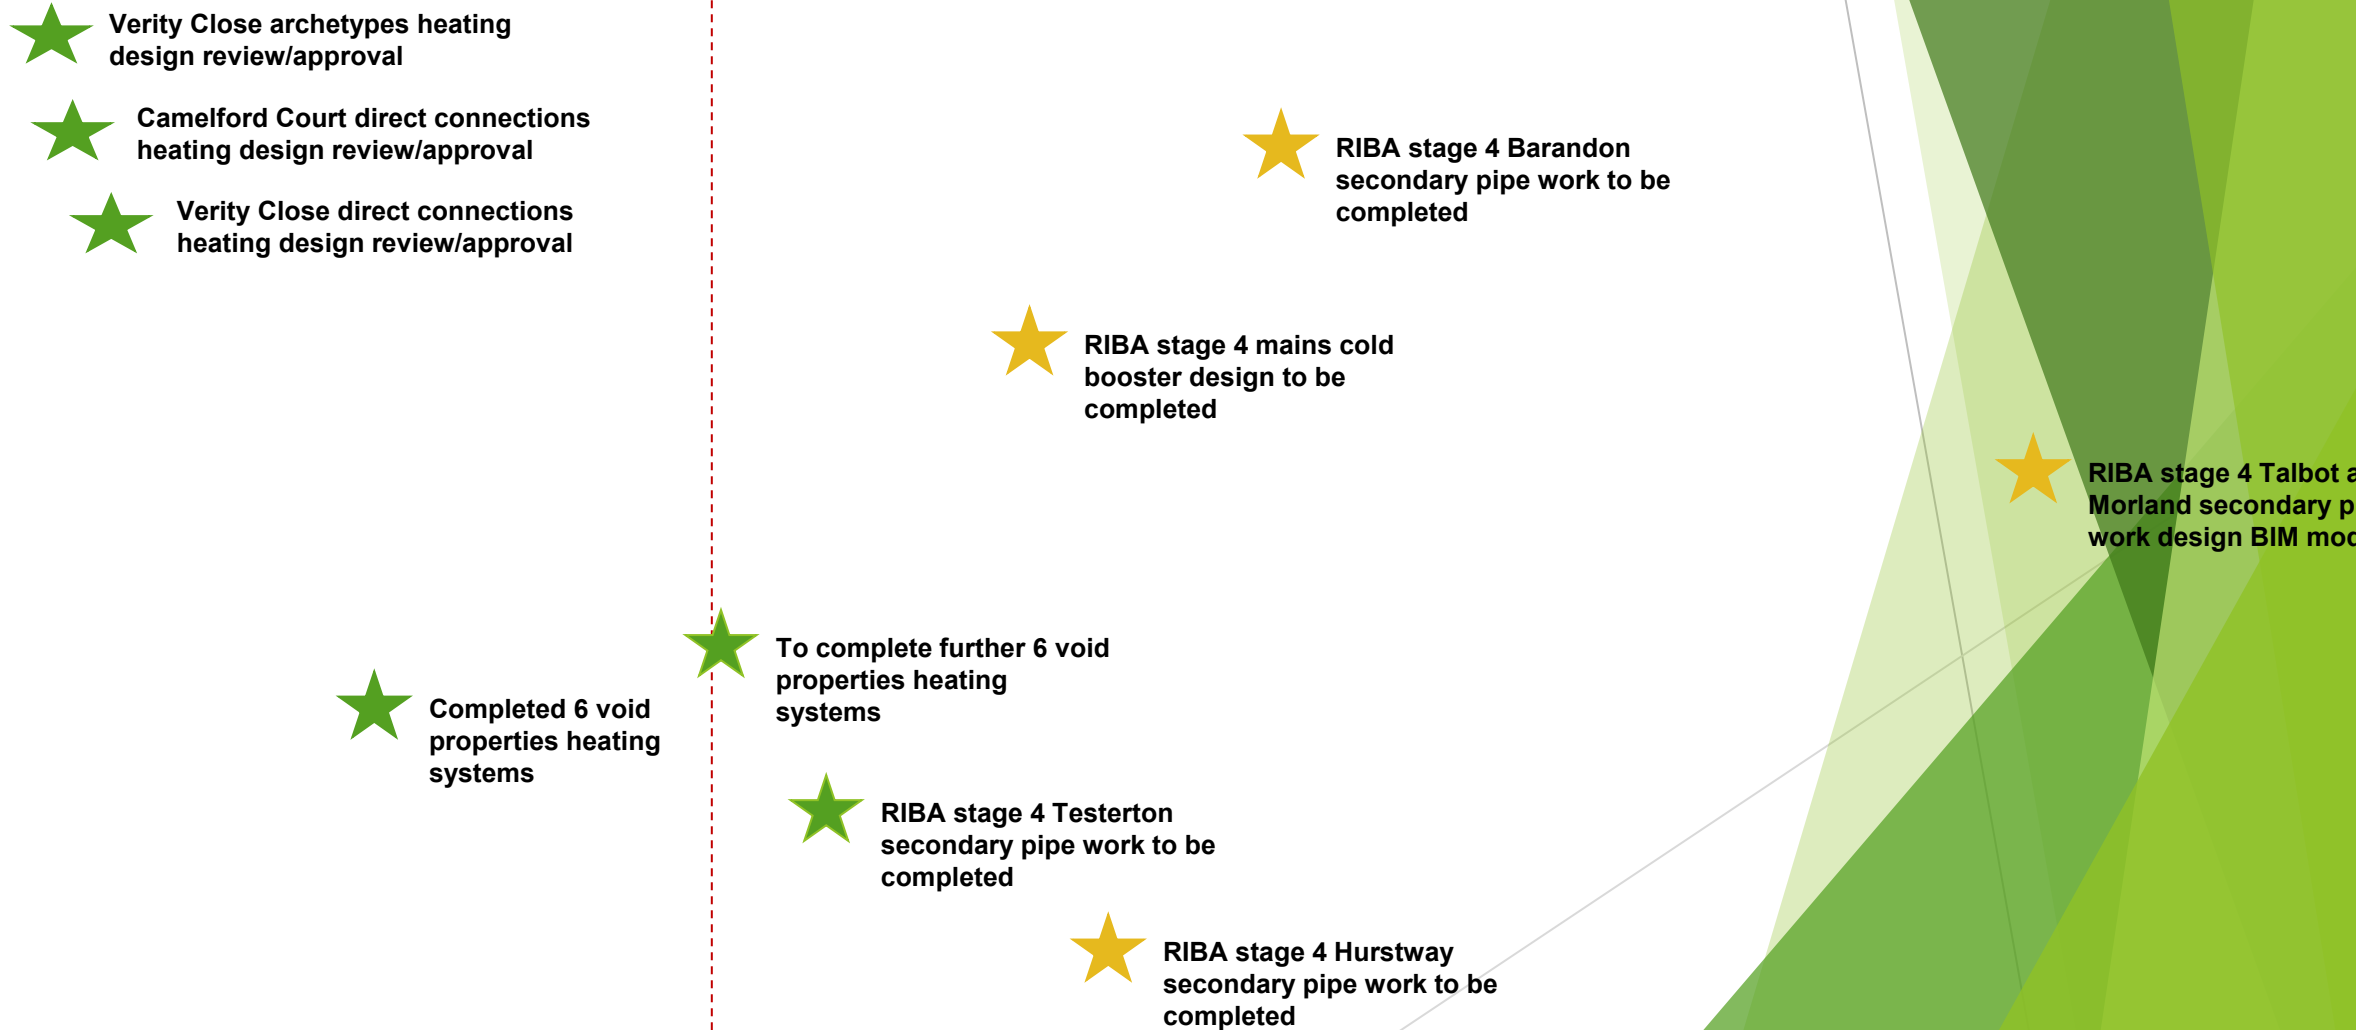 Verity Close archetypes heating
design review/approval
Camelford Court direct connections
heating design review/approval
Verity Close direct connections
heating design review/approval
RIBA stage 4 Barandon
secondary pipe work to be
completed
RIBA stage 4 mains cold
booster design to be
completed
RIBA stage 4 Talbot
Morland secondary
work design BIM
To complete further 6 void
properties heating
systems
Completed 6 void
properties heating
systems
RIBA stage 4 Testerton
secondary pipe work to be
completed
RIBA stage 4 Hurstway
secondary pipe work to be
completed